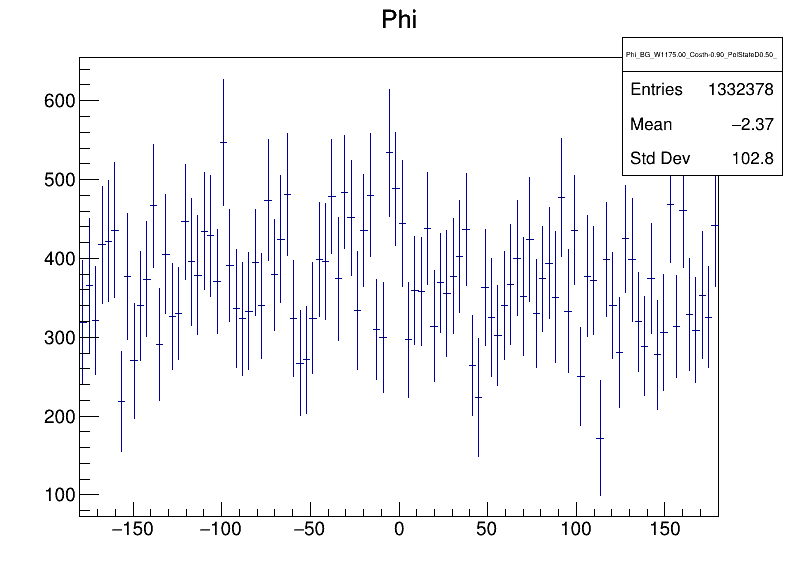 Phi
Phi_BG_W1175.00_Costh-0.90_PolStateD0.50_
Entries 1332378
Mean −2.37
Std Dev 102.8
600
500
400
300
200
100
−150 −100 −50 0 50 100 150